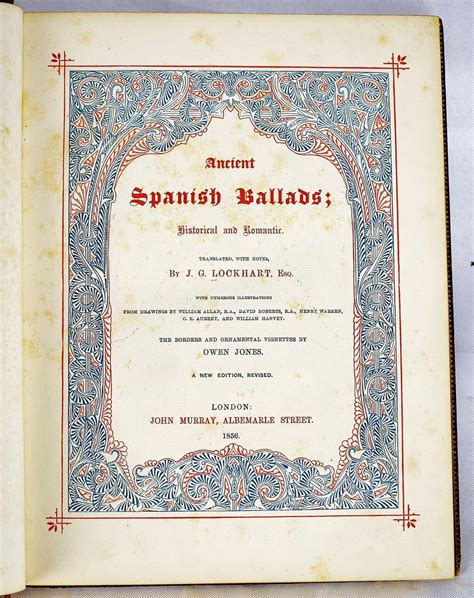 Ancient
Spanish Ballads;
Historical and Romantic.
TRANSLATED, WITH NOTES,
BY J. G. LOCKHART, ESQ.
WITH NUMEROUS ILLUSTRATIONS
FROM DRAWINGS BY WILLIAM ALLAN, R.A., DAVID ROBERTS, R.A., HENRY WARREN,
C. E. AUBREY, AND WILLIAM HARVEY.
THE BORDERS AND ORNAMENTAL VIGNETTES BY
OWEN JONES.
A NEW EDITION, REVISED.
LONDON:
JOHN MURRAY, ALBEMARLE STREET.
1856.